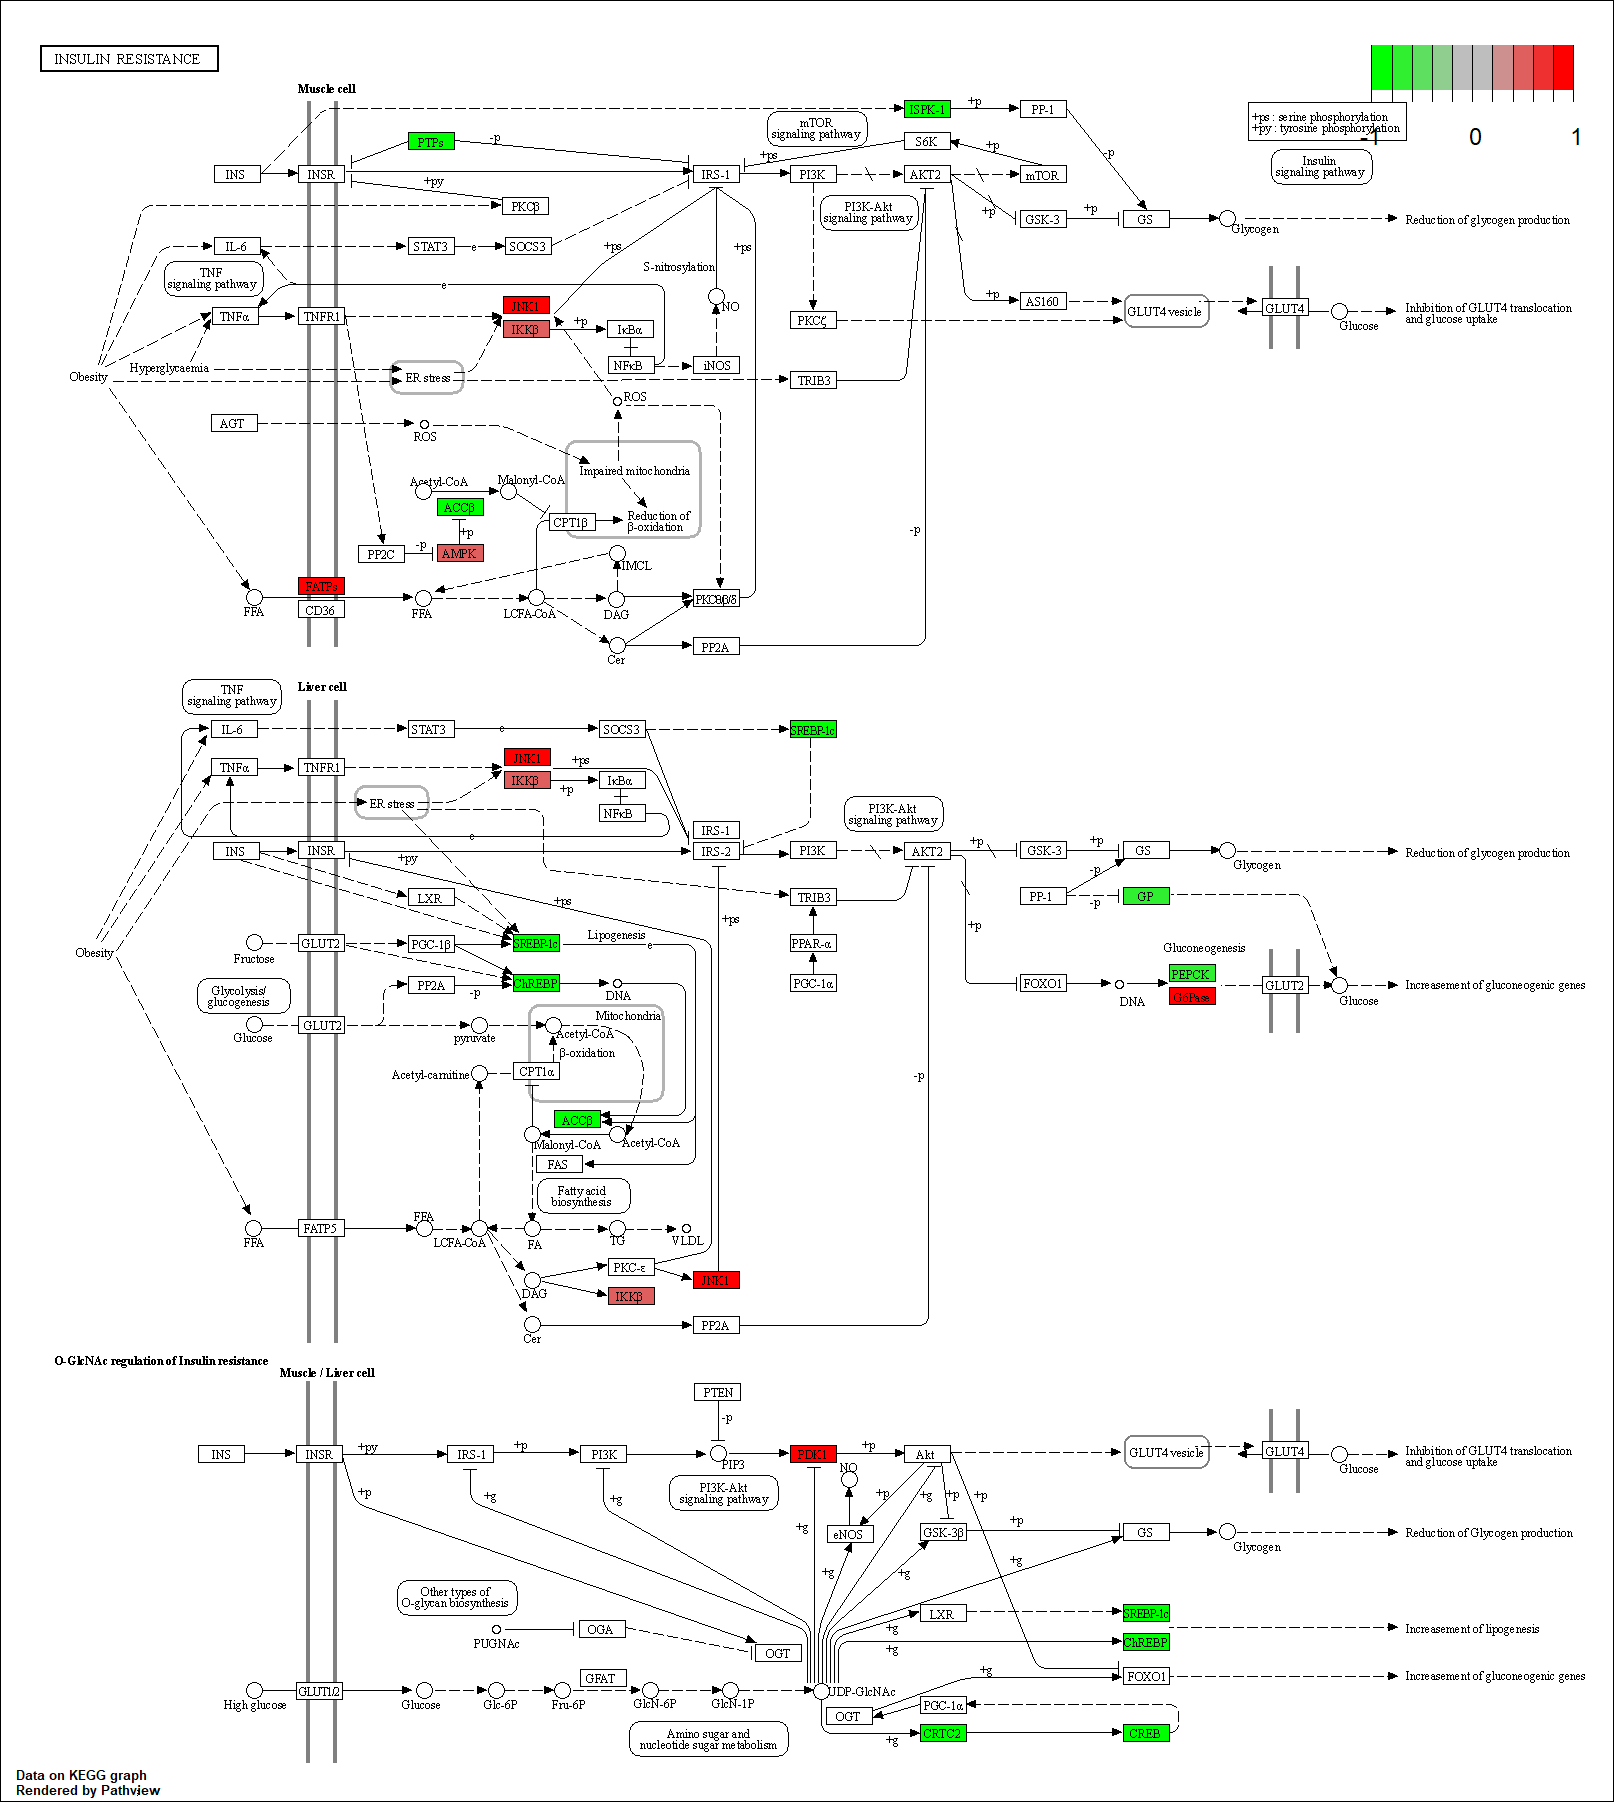 INSULIN RESISTANCE
+ps : serine phosphorylation
+py : tyrosine phosphorylation
-1
0
1
Muscle cell
ISPK-1
+p
PP-1
PTPs
-p
mTOR
signaling pathway
S6K
+ps
+p
-p
Insulin
signaling pathway
INS
INSR
+py
IRS-1
PI3K
AKT2
mTOR
PKCβ
PI3K-Akt
signaling pathway
+p
GSK-3
+p
GS
Glycogen
Reduction of glycogen production
IL-6
STAT3
e
SOCS3
+ps
+ps
TNF
signaling pathway
S-nitrosylation
e
NO
JNK1
IKKβ
+p
IκBα
TNFα
TNFR1
PKCζ
+p
AS160
GLUT4 vesicle
GLUT4
Glucose
Inhibition of GLUT4 translocation
and glucose uptake
Hyperglycaemia
NFκB
iNOS
Obesity
ER stress
TRIB3
ROS
AGT
ROS
Impaired mitochondria
Acetyl-CoA
Malonyl-CoA
ACCβ
CPT1β
Reduction of
β-oxidation
+p
-p
PP2C
-p
AMPK
IMCL
FATPs
FFA
CD36
FFA
LCFA-CoA
DAG
PKCθβ/δ
Cer
PP2A
Liver cell
TNF
signaling pathway
IL-6
STAT3
e
SOCS3
SREBP-1c
TNFα
TNFR1
JNK1
+ps
IKKβ
+p
IκBα
ER stress
NFκB
PI3K-Akt
signaling pathway
e
IRS-1
INS
INSR
+py
IRS-2
PI3K
AKT2
+p
GSK-3
+p
GS
Glycogen
Reduction of glycogen production
-p
LXR
+ps
+ps
TRIB3
+p
PP-1
-p
GP
Obesity
Fructose
GLUT2
PGC-1β
SREBP-1c
Lipogenesis
e
PPAR-α
Gluconeogenesis
PEPCK
Glycolysis/
glucogenesis
PP2A
-p
ChREBP
DNA
PGC-1α
FOXO1
DNA
G6Pase
GLUT2
Glucose
Increasement of gluconeogenic genes
Glucose
GLUT2
pyruvate
Mitochondria
Acetyl-CoA
β-oxidation
Acetyl-carnitine
CPT1α
-p
ACCβ
Malonyl-CoA
Acetyl-CoA
FAS
Fatty acid
biosynthesis
FFA
FATP5
FFA
LCFA-CoA
FA
TG
VLDL
PKC-ε
DAG
IKKβ
JNK1
Cer
PP2A
O-GlcNAc regulation of Insulin resistance
Muscle / Liver cell
PTEN
-p
INS
INSR
+py
IRS-1
+p
PI3K
PIP3
PDK1
+p
Akt
GLUT4 vesicle
GLUT4
Glucose
Inhibition of GLUT4 translocation
and glucose uptake
NO
+p
PI3K-Akt
signaling pathway
+g
+g
+p
+g
+p
+p
+g
eNOS
GSK-3β
+p
GS
Glycogen
Reduction of Glycogen production
+g
+g
+g
Other types of
O-glycan biosynthesis
LXR
SREBP-1c
Increasement of lipogenesis
PUGNAc
OGA
+g
+g
ChREBP
OGT
GFAT
+g
FOXO1
Increasement of gluconeogenic genes
High glucose
GLUT1/2
Glucose
Glc-6P
Fru-6P
GlcN-6P
GlcN-1P
UDP-GlcNAc
OGT
PGC-1α
Amino sugar and
nucleotide sugar metabolism
+g
CRTC2
CREB
Data on KEGG graph
Rendered by Pathview